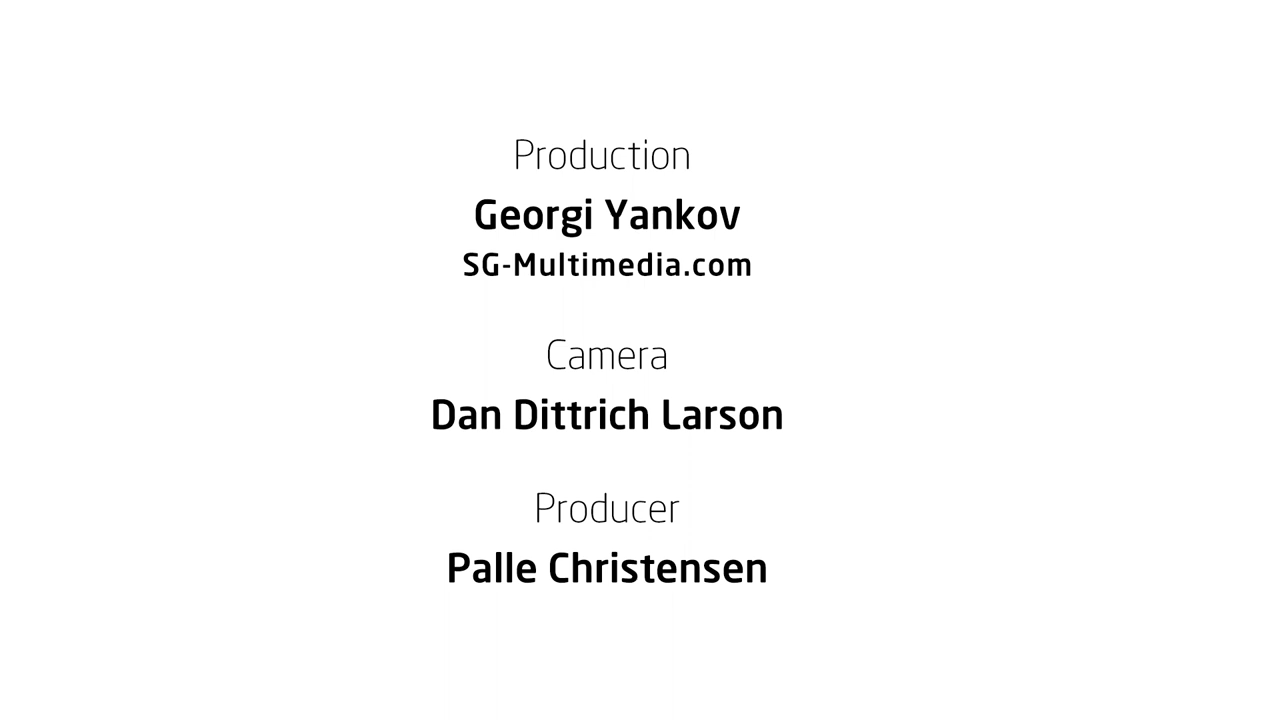 Production
Georgi Yankov
SG-Multimedia.com
Camera
Dan Dittrich Larson
Producer
Palle Christensen